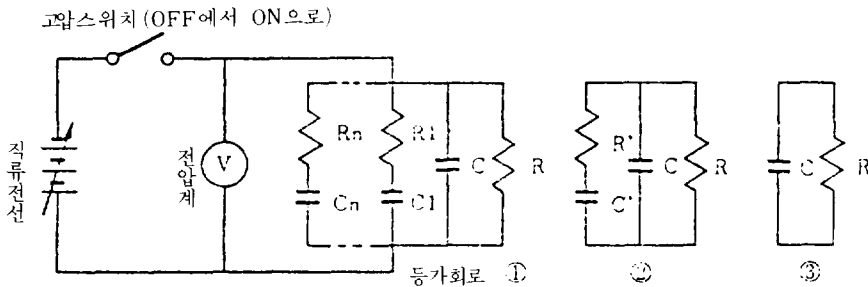 고압스위치 (OFF에서 ON으로)
직류전선
전압계
V
Rn
R1
C
R
Cn
C1
R'
C
R
C'
C
R
등가회로 ① ② ③